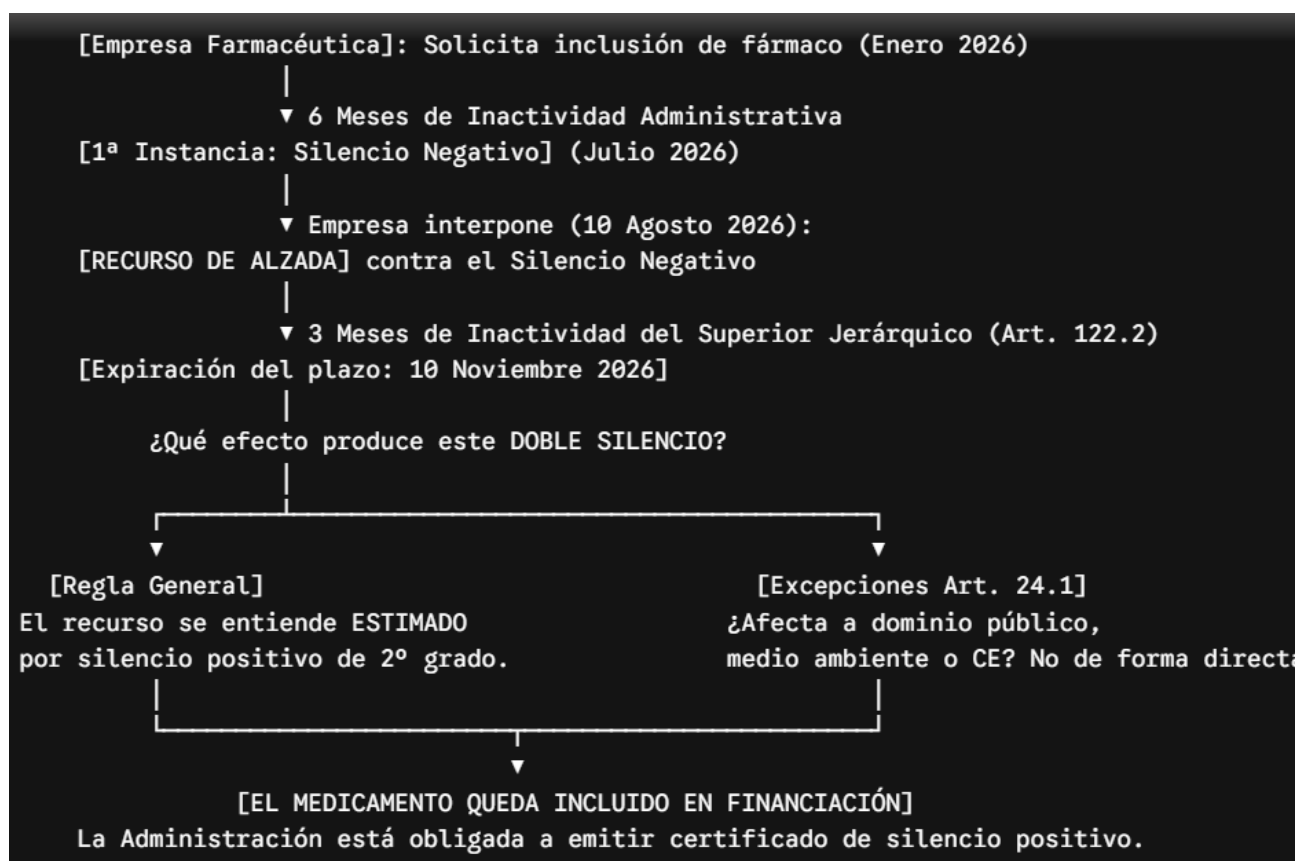 [Empresa Farmacéutica]: Solicita inclusión de fármaco (Enero 2026)
▼ 6 Meses de Inactividad Administrativa
[1ª Instancia: Silencio Negativo] (Julio 2026)
▼ Empresa interpone (10 Agosto 2026):
[RECURSO DE ALZADA] contra el Silencio Negativo
▼ 3 Meses de Inactividad del Superior Jerárquico (Art. 122.2)
[Expiración del plazo: 10 Noviembre 2026]
¿Qué efecto produce este DOBLE SILENCIO?
[Regla General]
El recurso se entiende ESTIMADO
por silencio positivo de 2º grado.
[Excepciones Art. 24.1]
¿Afecta a dominio público,
medio ambiente o CE? No de forma directa
[EL MEDICAMENTO QUEDA INCLUIDO EN FINANCIACIÓN]
La Administración está obligada a emitir certificado de silencio positivo.